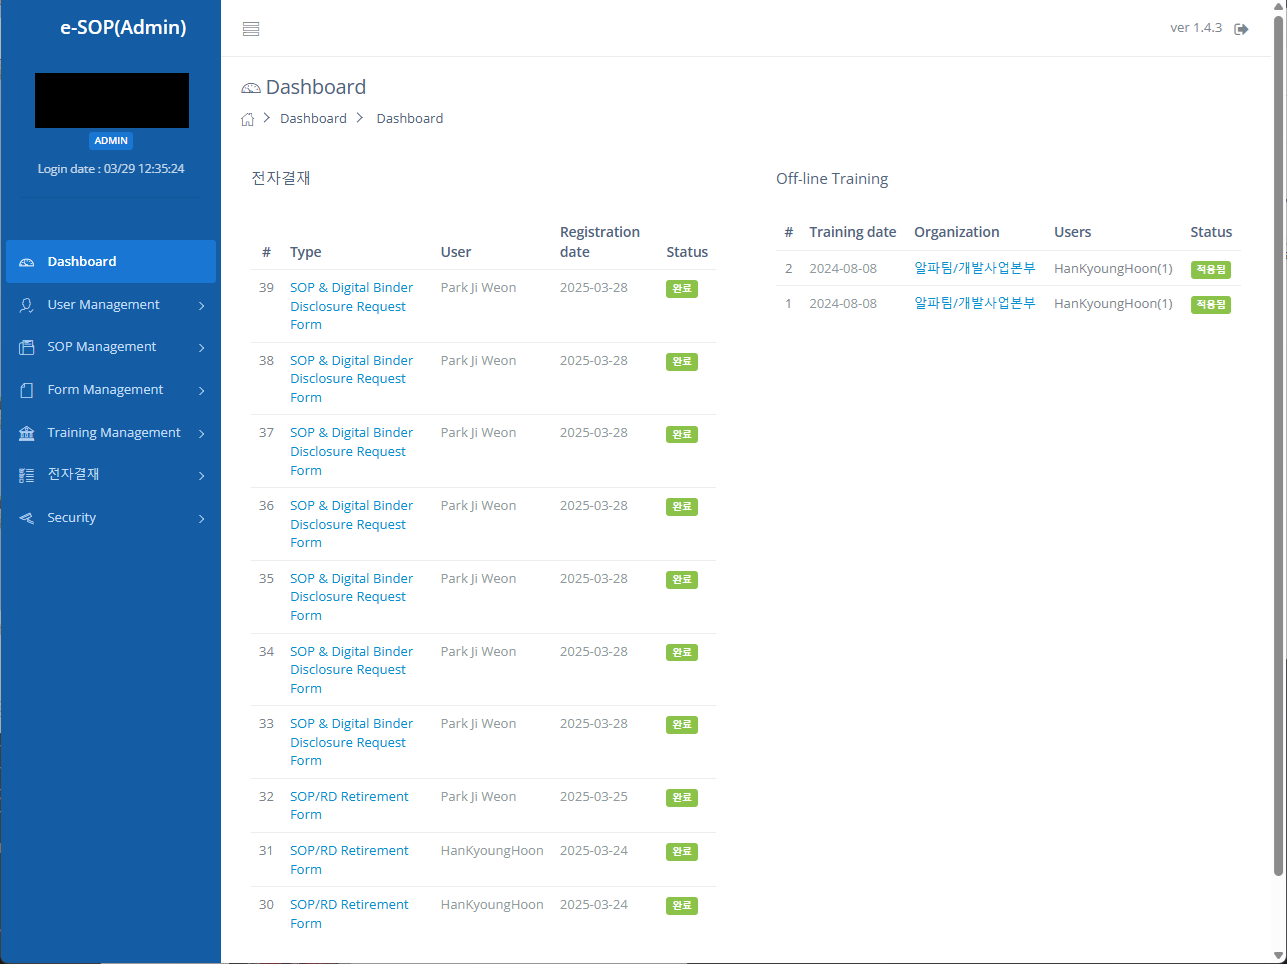 e-SOP(Admin)
ver 1.4.3
ADMIN
Login date : 03/29 12:35:24
Dashboard
User Management
SOP Management
Form Management
Training Management
전자결재
Security
Dashboard
Dashboard
Dashboard
전자결재
# Type User Registration date Status
39 SOP & Digital Binder Park Ji Weon 2025-03-28 완료
Disclosure Request
Form
38 SOP & Digital Binder Park Ji Weon 2025-03-28 완료
Disclosure Request
Form
37 SOP & Digital Binder Park Ji Weon 2025-03-28 완료
Disclosure Request
Form
36 SOP & Digital Binder Park Ji Weon 2025-03-28 완료
Disclosure Request
Form
35 SOP & Digital Binder Park Ji Weon 2025-03-28 완료
Disclosure Request
Form
34 SOP & Digital Binder Park Ji Weon 2025-03-28 완료
Disclosure Request
Form
33 SOP & Digital Binder Park Ji Weon 2025-03-28 완료
Disclosure Request
Form
32 SOP/RD Retirement Park Ji Weon 2025-03-25 완료
Form
31 SOP/RD Retirement HanKyoungHoon 2025-03-24 완료
Form
30 SOP/RD Retirement HanKyoungHoon 2025-03-24 완료
Form
Off-line Training
# Training date Organization Users Status
2 2024-08-08 알파팀/개발사업본부 HanKyoungHoon(1) 적용됨
1 2024-08-08 알파팀/개발사업본부 HanKyoungHoon(1) 적용됨